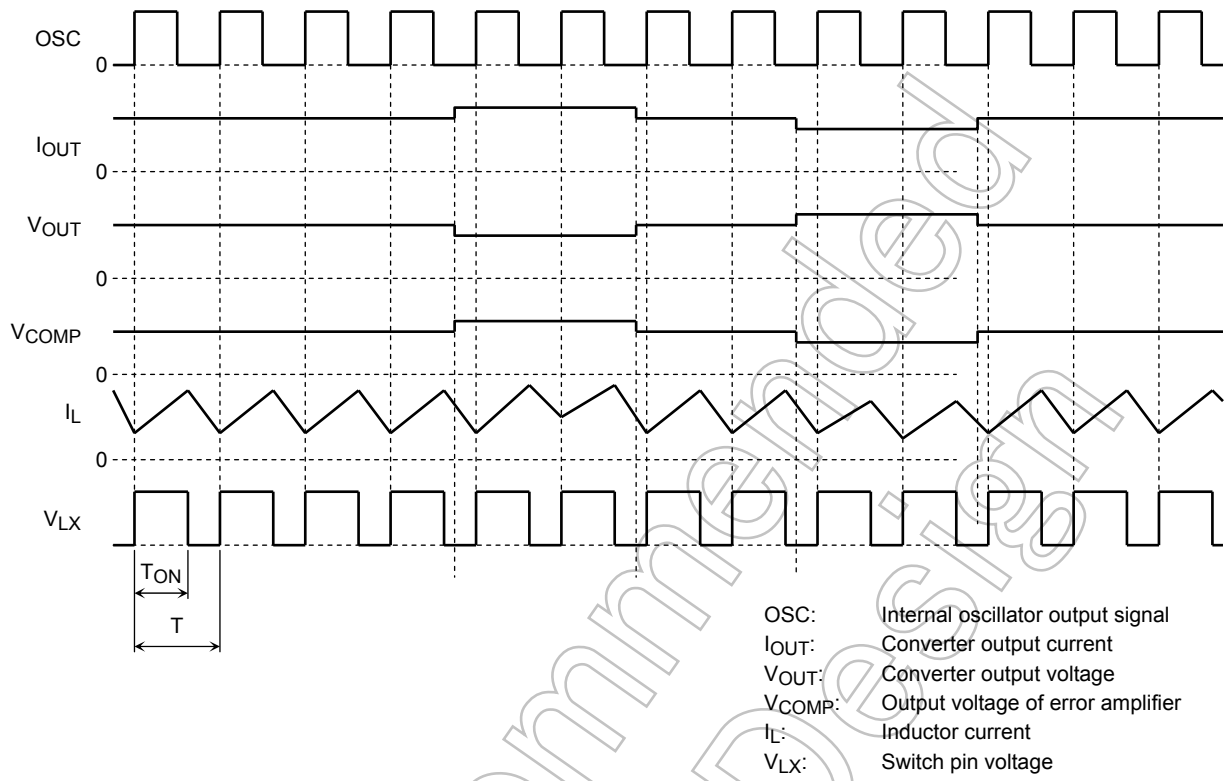 OSC
0
IOUT
0
VOUT
0
VCOMP
0
IL
0
VLX
TON
T
OSC: Internal oscillator output signal
IOUT: Converter output current
VOUT: Converter output voltage
VCOMP: Output voltage of error amplifier
IL: Inductor current
VLX: Switch pin voltage
ommended
Design